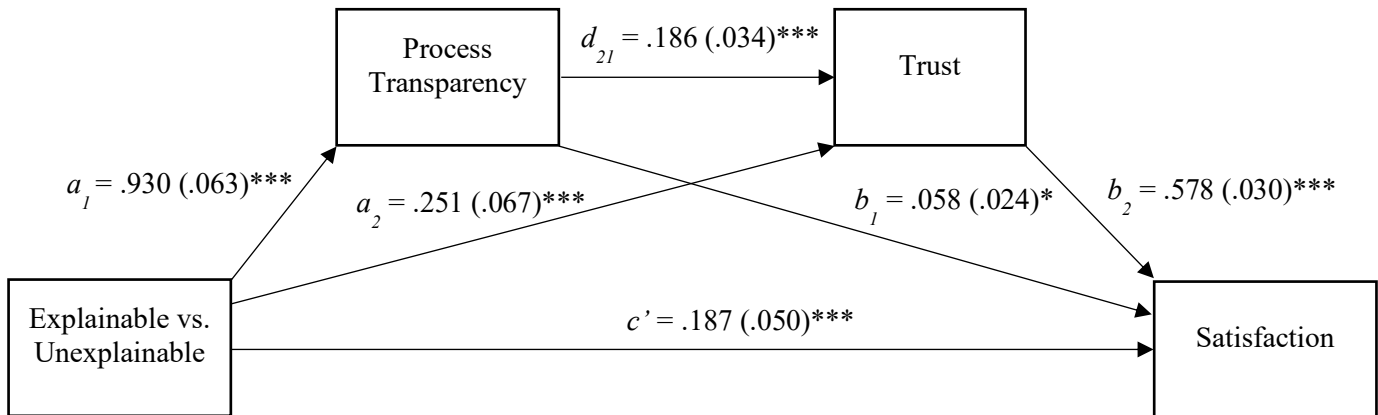 Process
Transparency
d21 = .186 (.034)***
Trust
a1 = .930 (.063)***
a2 = .251 (.067)***
b1 = .058 (.024)*
b2 = .578 (.030)***
Explainable vs.
Unexplainable
c’ = .187 (.050)***
Satisfaction